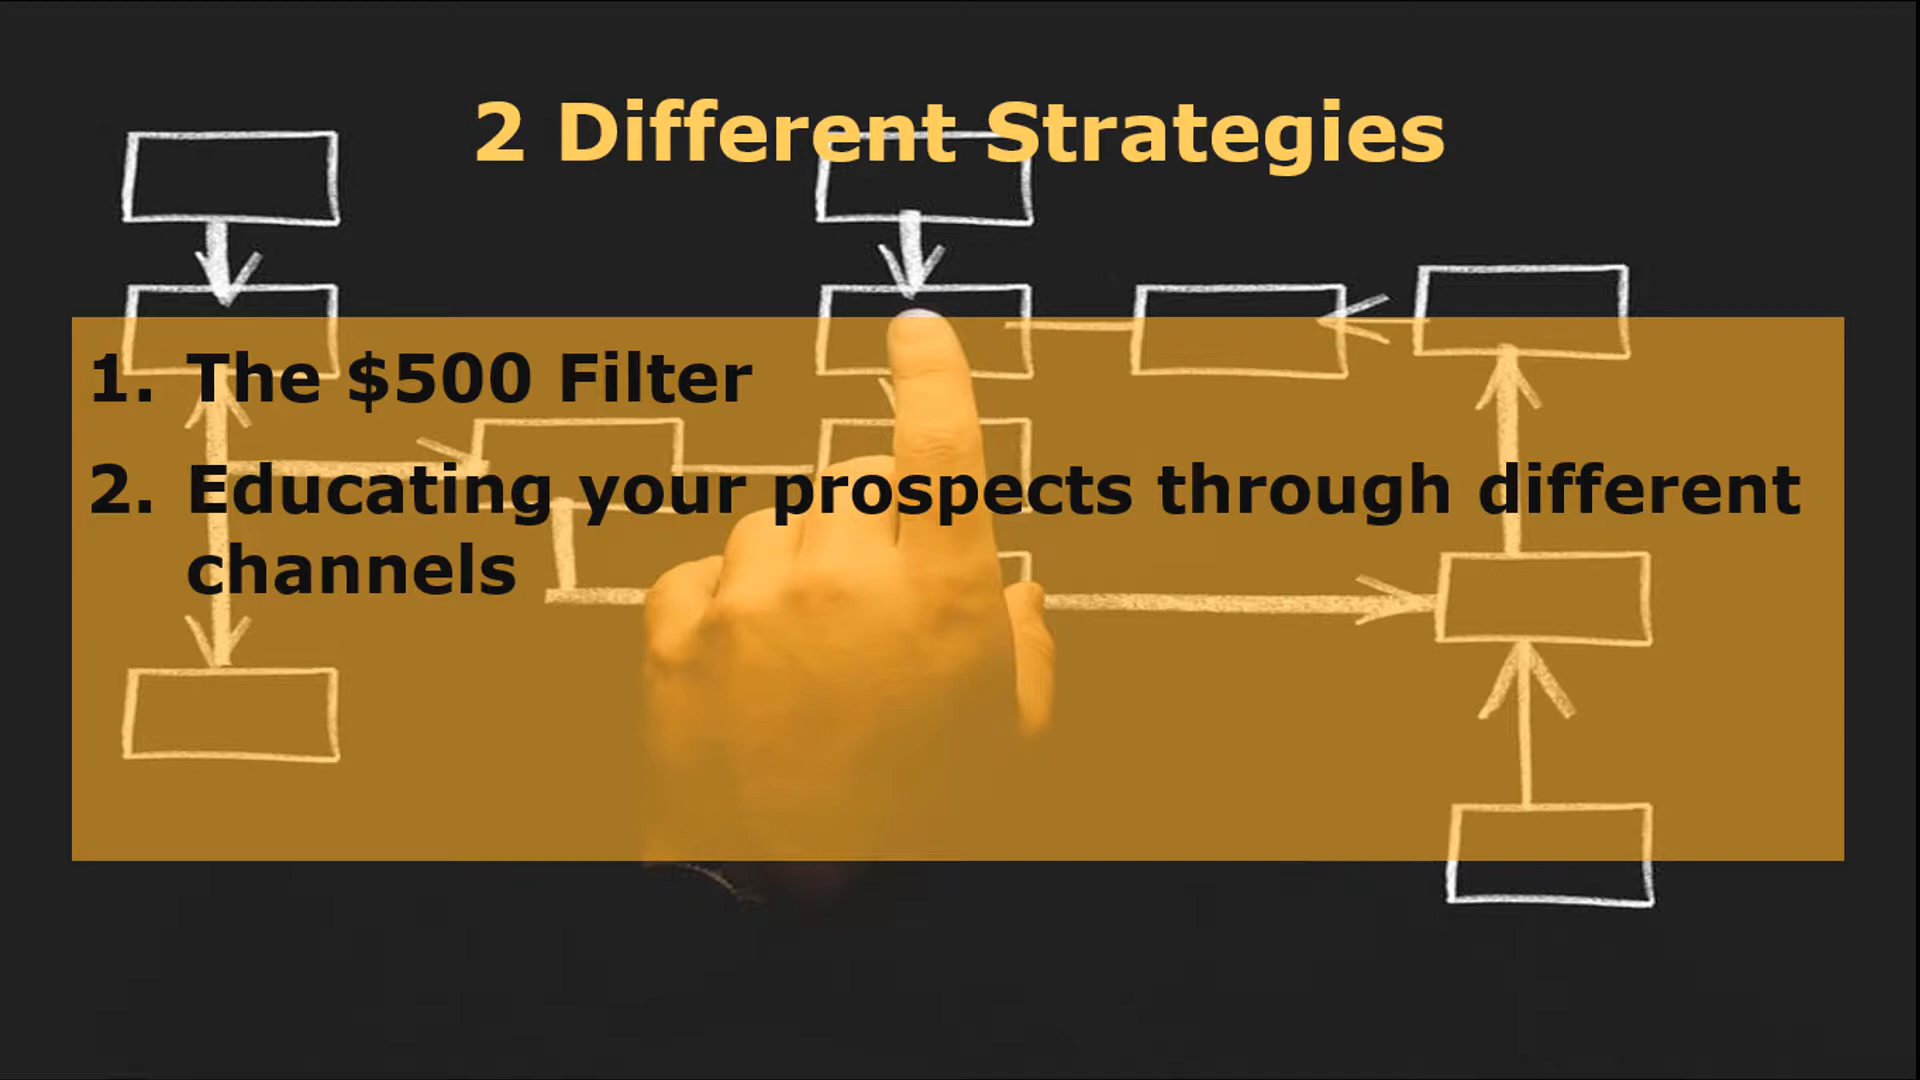 2 Different Strategies
1. The $500 Filter
2. Educating your prospects through different
channels